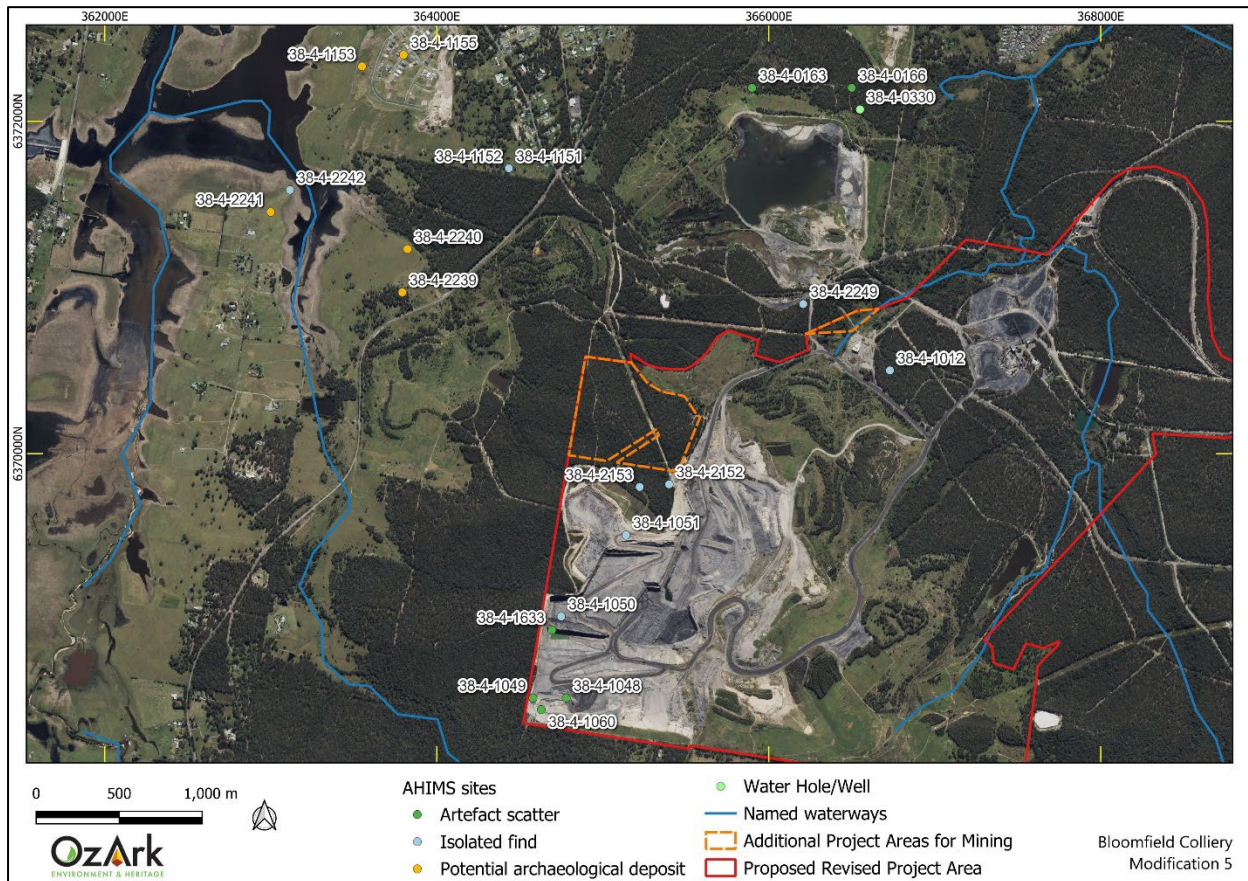 362000E
364000E
366000E
368000E
6372000N
6370000N
38-4-1153
38-4-1155
38-4-0163
38-4-0166
38-4-0330
38-4-1152
38-4-1151
38-4-2242
38-4-2241
38-4-2240
38-4-2239
38-4-2249
38-4-1012
38-4-2153
38-4-2152
38-4-1051
38-4-1050
38-4-1633
38-4-1049
38-4-1048
38-4-1060
0 500 1,000 m
OzArk
ENVIRONMENT & HERITAGE
AHIMS sites
Artefact scatter
Isolated find
Potential archaeological deposit
Water Hole/Well
Named waterways
Additional Project Areas for Mining
Proposed Revised Project Area
Bloomfield Colliery
Modification 5